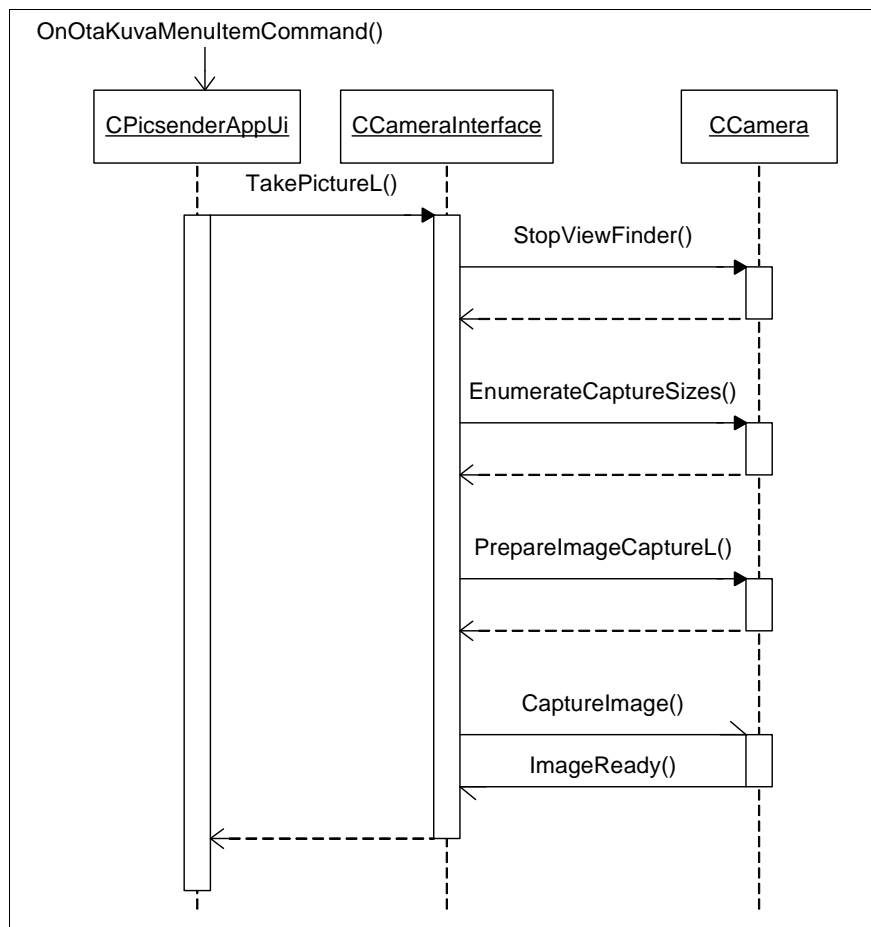 OnOtaKuvaMenuItemCommand()
CPicsenderAppUi
CCameraInterface
CCamera
TakePictureL()
StopViewFinder()
EnumerateCaptureSizes()
PrepareImageCaptureL()
CaptureImage()
ImageReady()